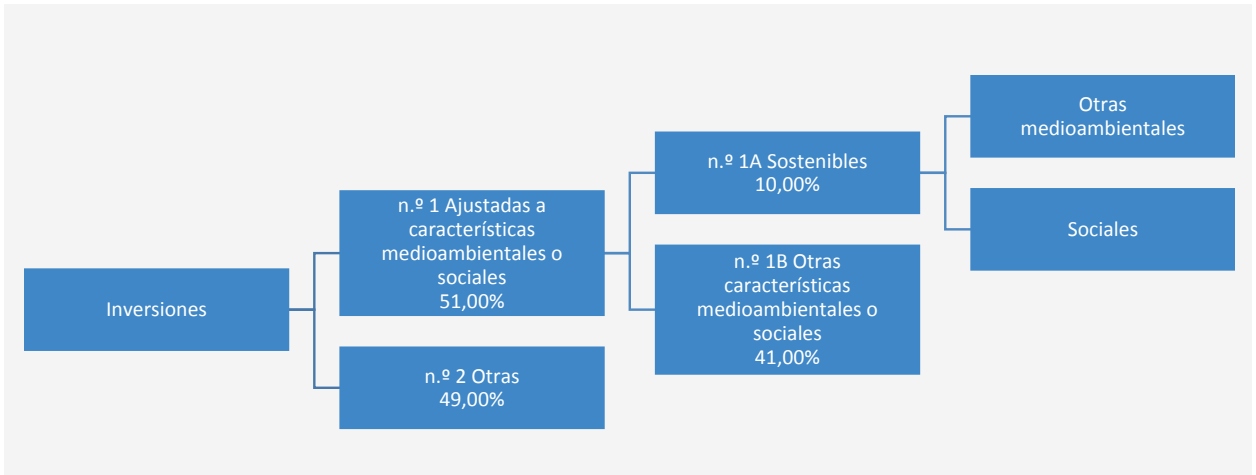 Inversiones
n.º 1 Ajustadas a
características
medioambientales o
sociales
51,00%
n.º 2 Otras
49,00%
n.º 1A Sostenibles
10,00%
n.º 1B Otras
características
medioambientales o
sociales
41,00%
Otras
medioambientales
Sociales